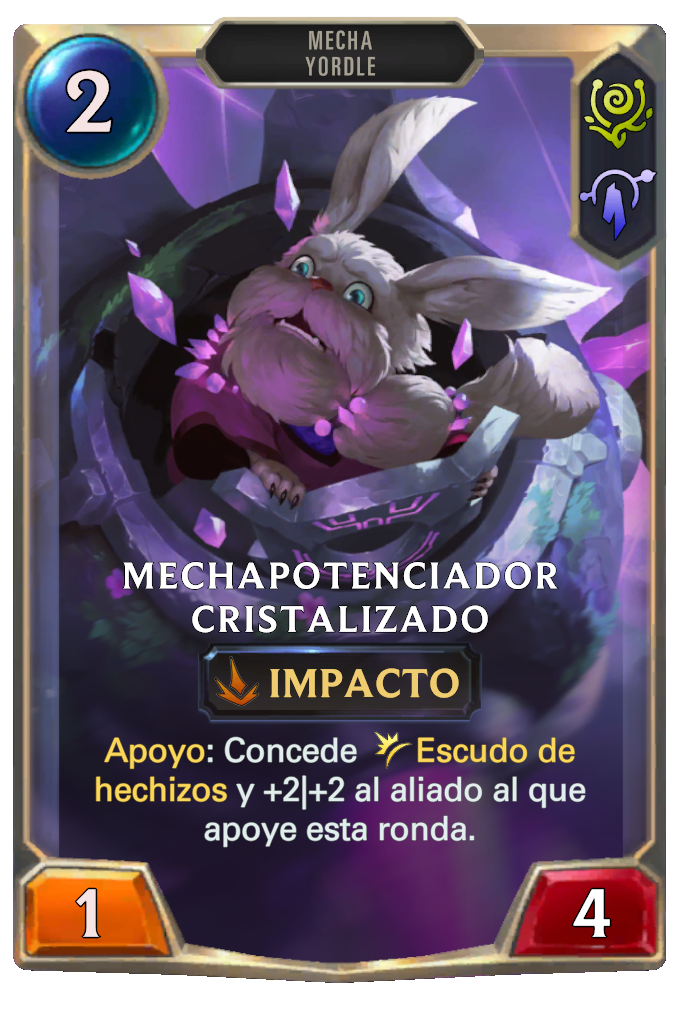 MECHA
YORDLE
2
MECHAPOTENCIADOR
CRISTALIZADO
IMPACTO
Apoyo: Concede Escudo de
hechizos y +2|+2 al aliado al que
apoye esta ronda.
1
4